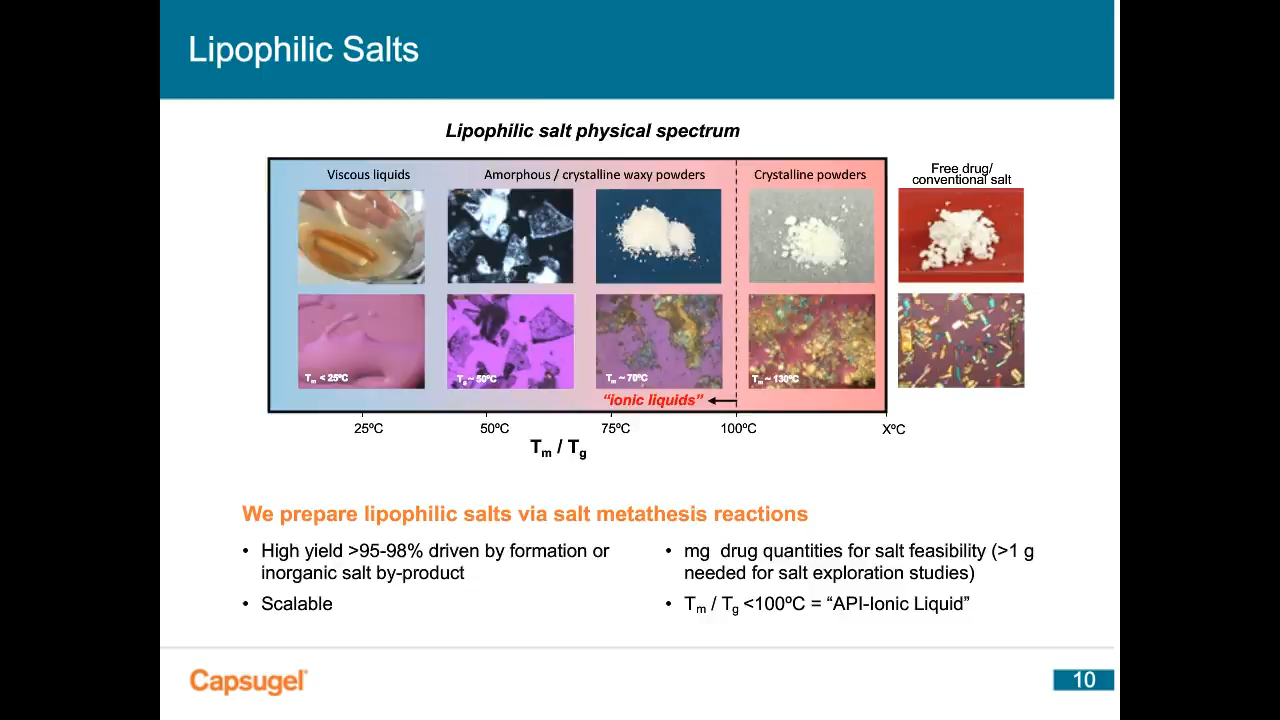 Lipophilic Salts
Lipophilic salt physical spectrum
Viscous liquids
Amorphous / crystalline waxy powders
Crystalline powders
Free drug/
conventional salt
Tm < 25ºC
Tg ~ 50ºC
Tm ~ 70ºC
Tm ~ 130ºC
“ionic liquids”
25ºC
50ºC
75ºC
100ºC
XºC
Tm / Tg
We prepare lipophilic salts via salt metathesis reactions
• High yield >95-98% driven by formation or
inorganic salt by-product
• Scalable
• mg drug quantities for salt feasibility (>1 g
needed for salt exploration studies)
• Tm / Tg <100ºC = “API-Ionic Liquid”
Capsugel
10